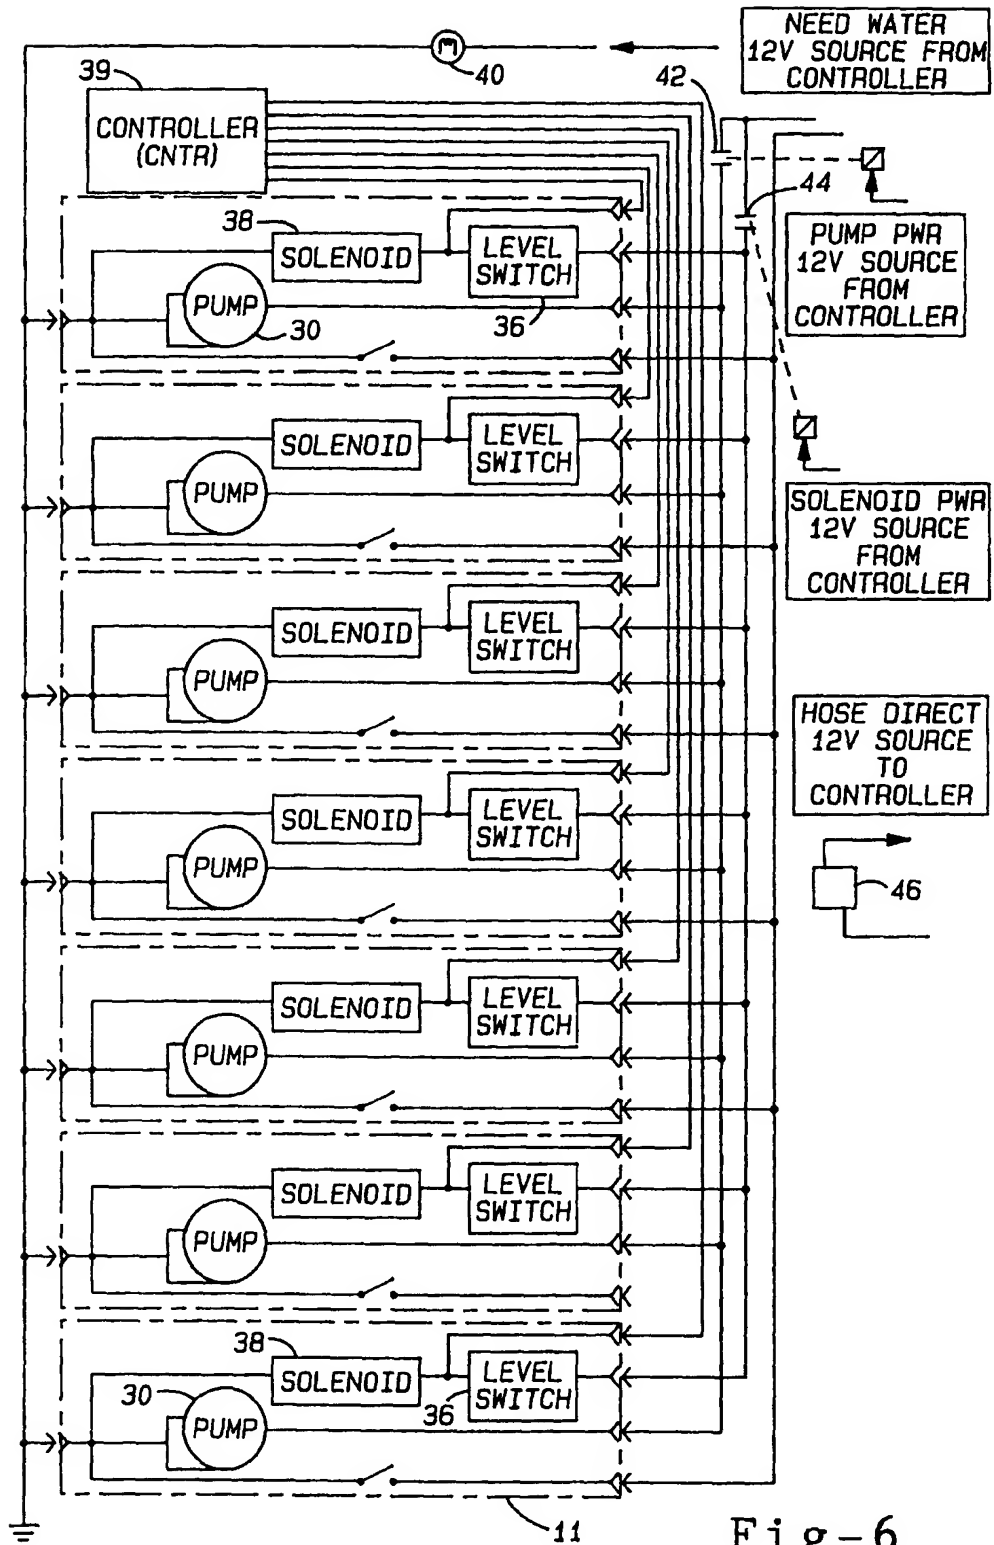 NEED WATER
12V SOURCE FROM
CONTROLLER
40
39
42
CONTROLLER
(CNTR)
44
PUMP PWR
12V SOURCE
FROM
CONTROLLER
38
SOLENOID
LEVEL
SWITCH
PUMP
30
36
SOLENOID
LEVEL
SWITCH
PUMP
SOLENOID PWR
12V SOURCE
FROM
CONTROLLER
SOLENOID
LEVEL
SWITCH
PUMP
HOSE DIRECT
12V SOURCE
TO
CONTROLLER
SOLENOID
LEVEL
SWITCH
PUMP
46
SOLENOID
LEVEL
SWITCH
PUMP
SOLENOID
LEVEL
SWITCH
PUMP
38
SOLENOID
LEVEL
SWITCH
30
PUMP
36
11
Fig-6